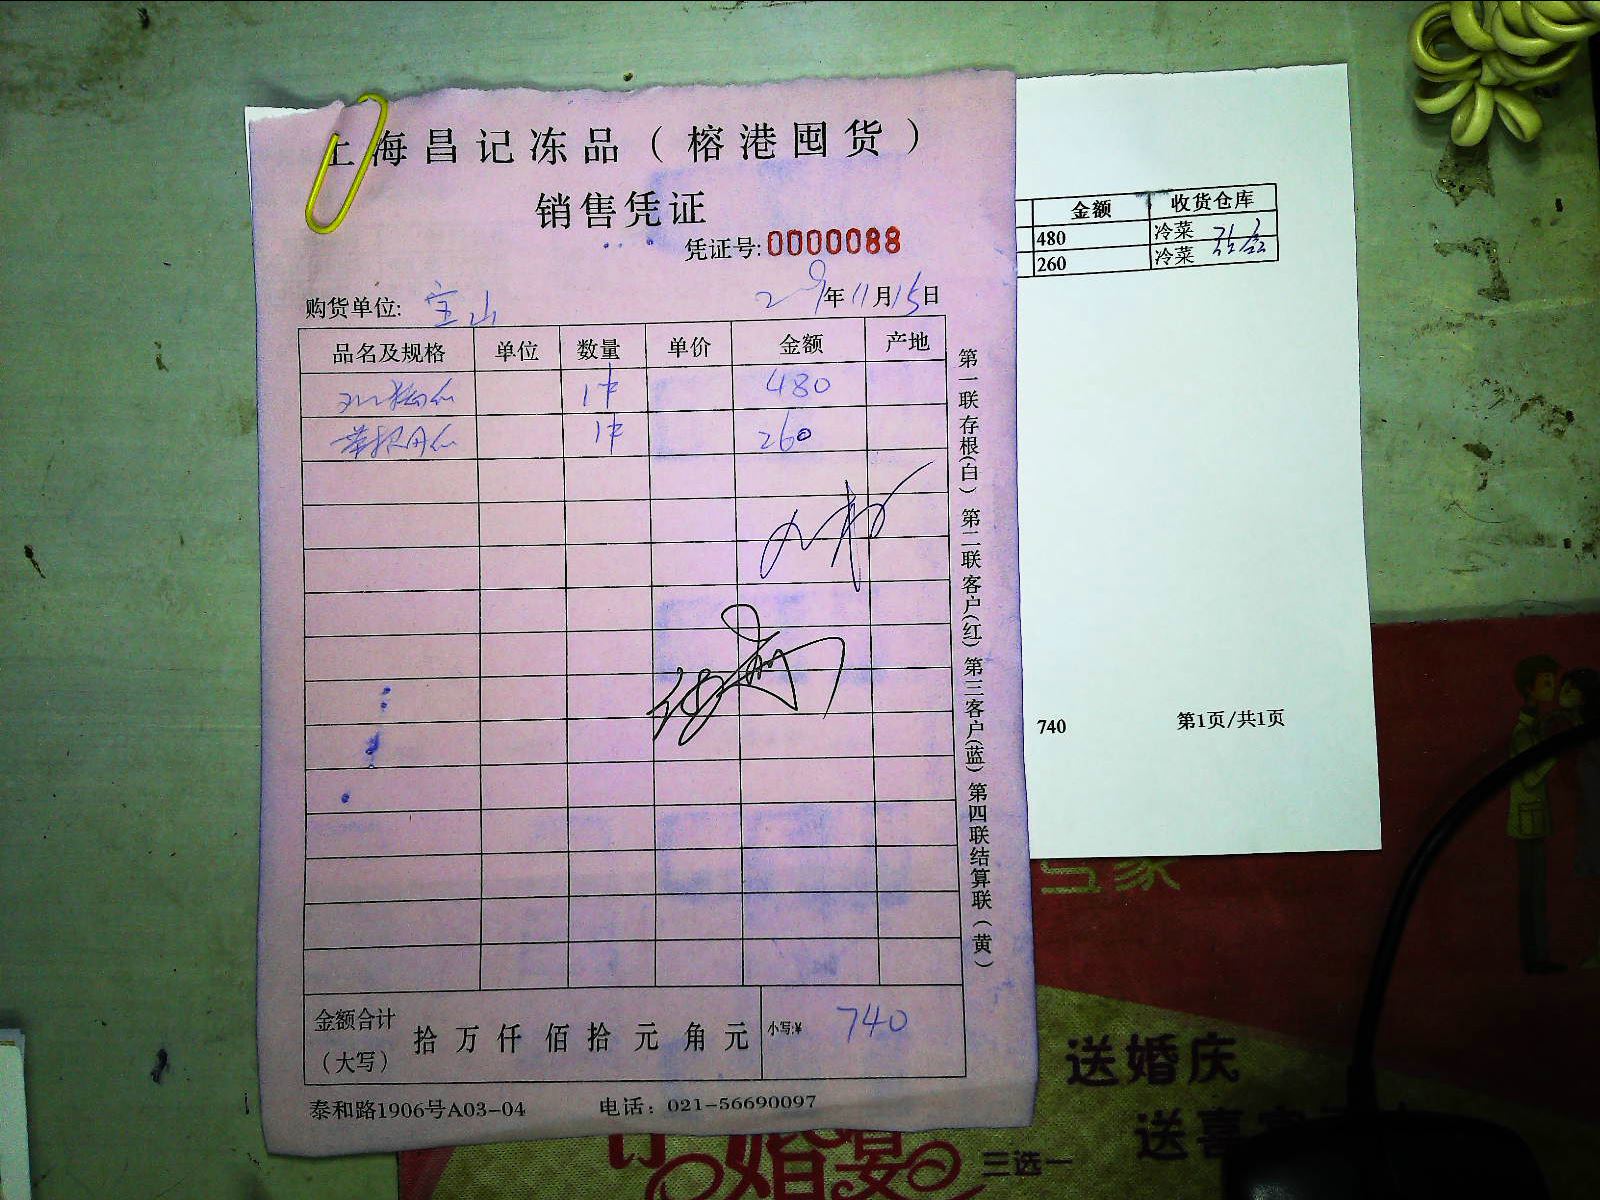 上海昌记冻品（榕港囤货）
销售凭证
凭证号:0000088
购货单位: 宝山
年11月15日
品名及规格 单位 数量 单价 金额 产地
1件 480
1件 260
金额合计（大写） 拾 万 仟 佰 拾 元 角 元 小写:¥ 740
泰和路1906号A03-04 电话：021-56690097
第一联存根(白) 第二联客户(红) 第三客户(蓝) 第四联结算联（黄）
金额 收货仓库
480 冷菜
260 冷菜
740 第1页/共1页
送婚庆
送喜
婚宴
三选一